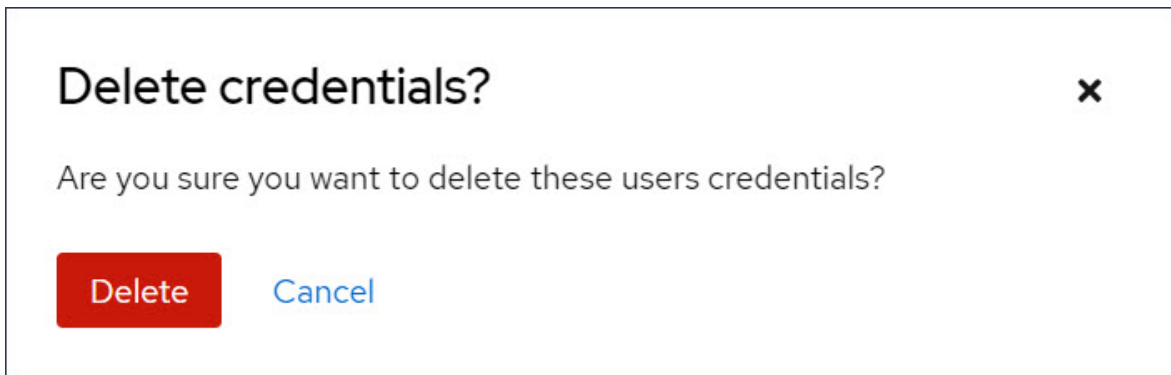 Delete credentials?
Are you sure you want to delete these users credentials?
Delete Cancel